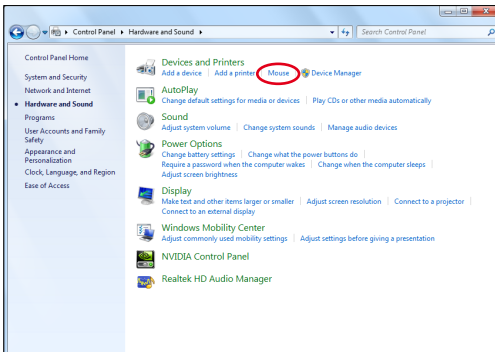 Control Panel Hardware and Sound Search Control Panel
Control Panel Home
System and Security
Network and Internet
Hardware and Sound
Programs
User Accounts and Family
Safety
Appearance and
Personalization
Clock, Language, and Region
Ease of Access
Devices and Printers
Add a device Add a printer Mouse Device Manager
AutoPlay
Change default settings for media or devices Play CDs or other media automatically
Sound
Adjust system volume Change system sounds Manage audio devices
Power Options
Change battery settings Change what the power buttons do
Require a password when the computer wakes Change when the computer sleeps
Adjust screen brightness
Display
Make text and other items larger or smaller Adjust screen resolution Connect to a projector
Connect to an external display
Windows Mobility Center
Adjust commonly used mobility settings Adjust settings before giving a presentation
NVIDIA Control Panel
Realtek HD Audio Manager